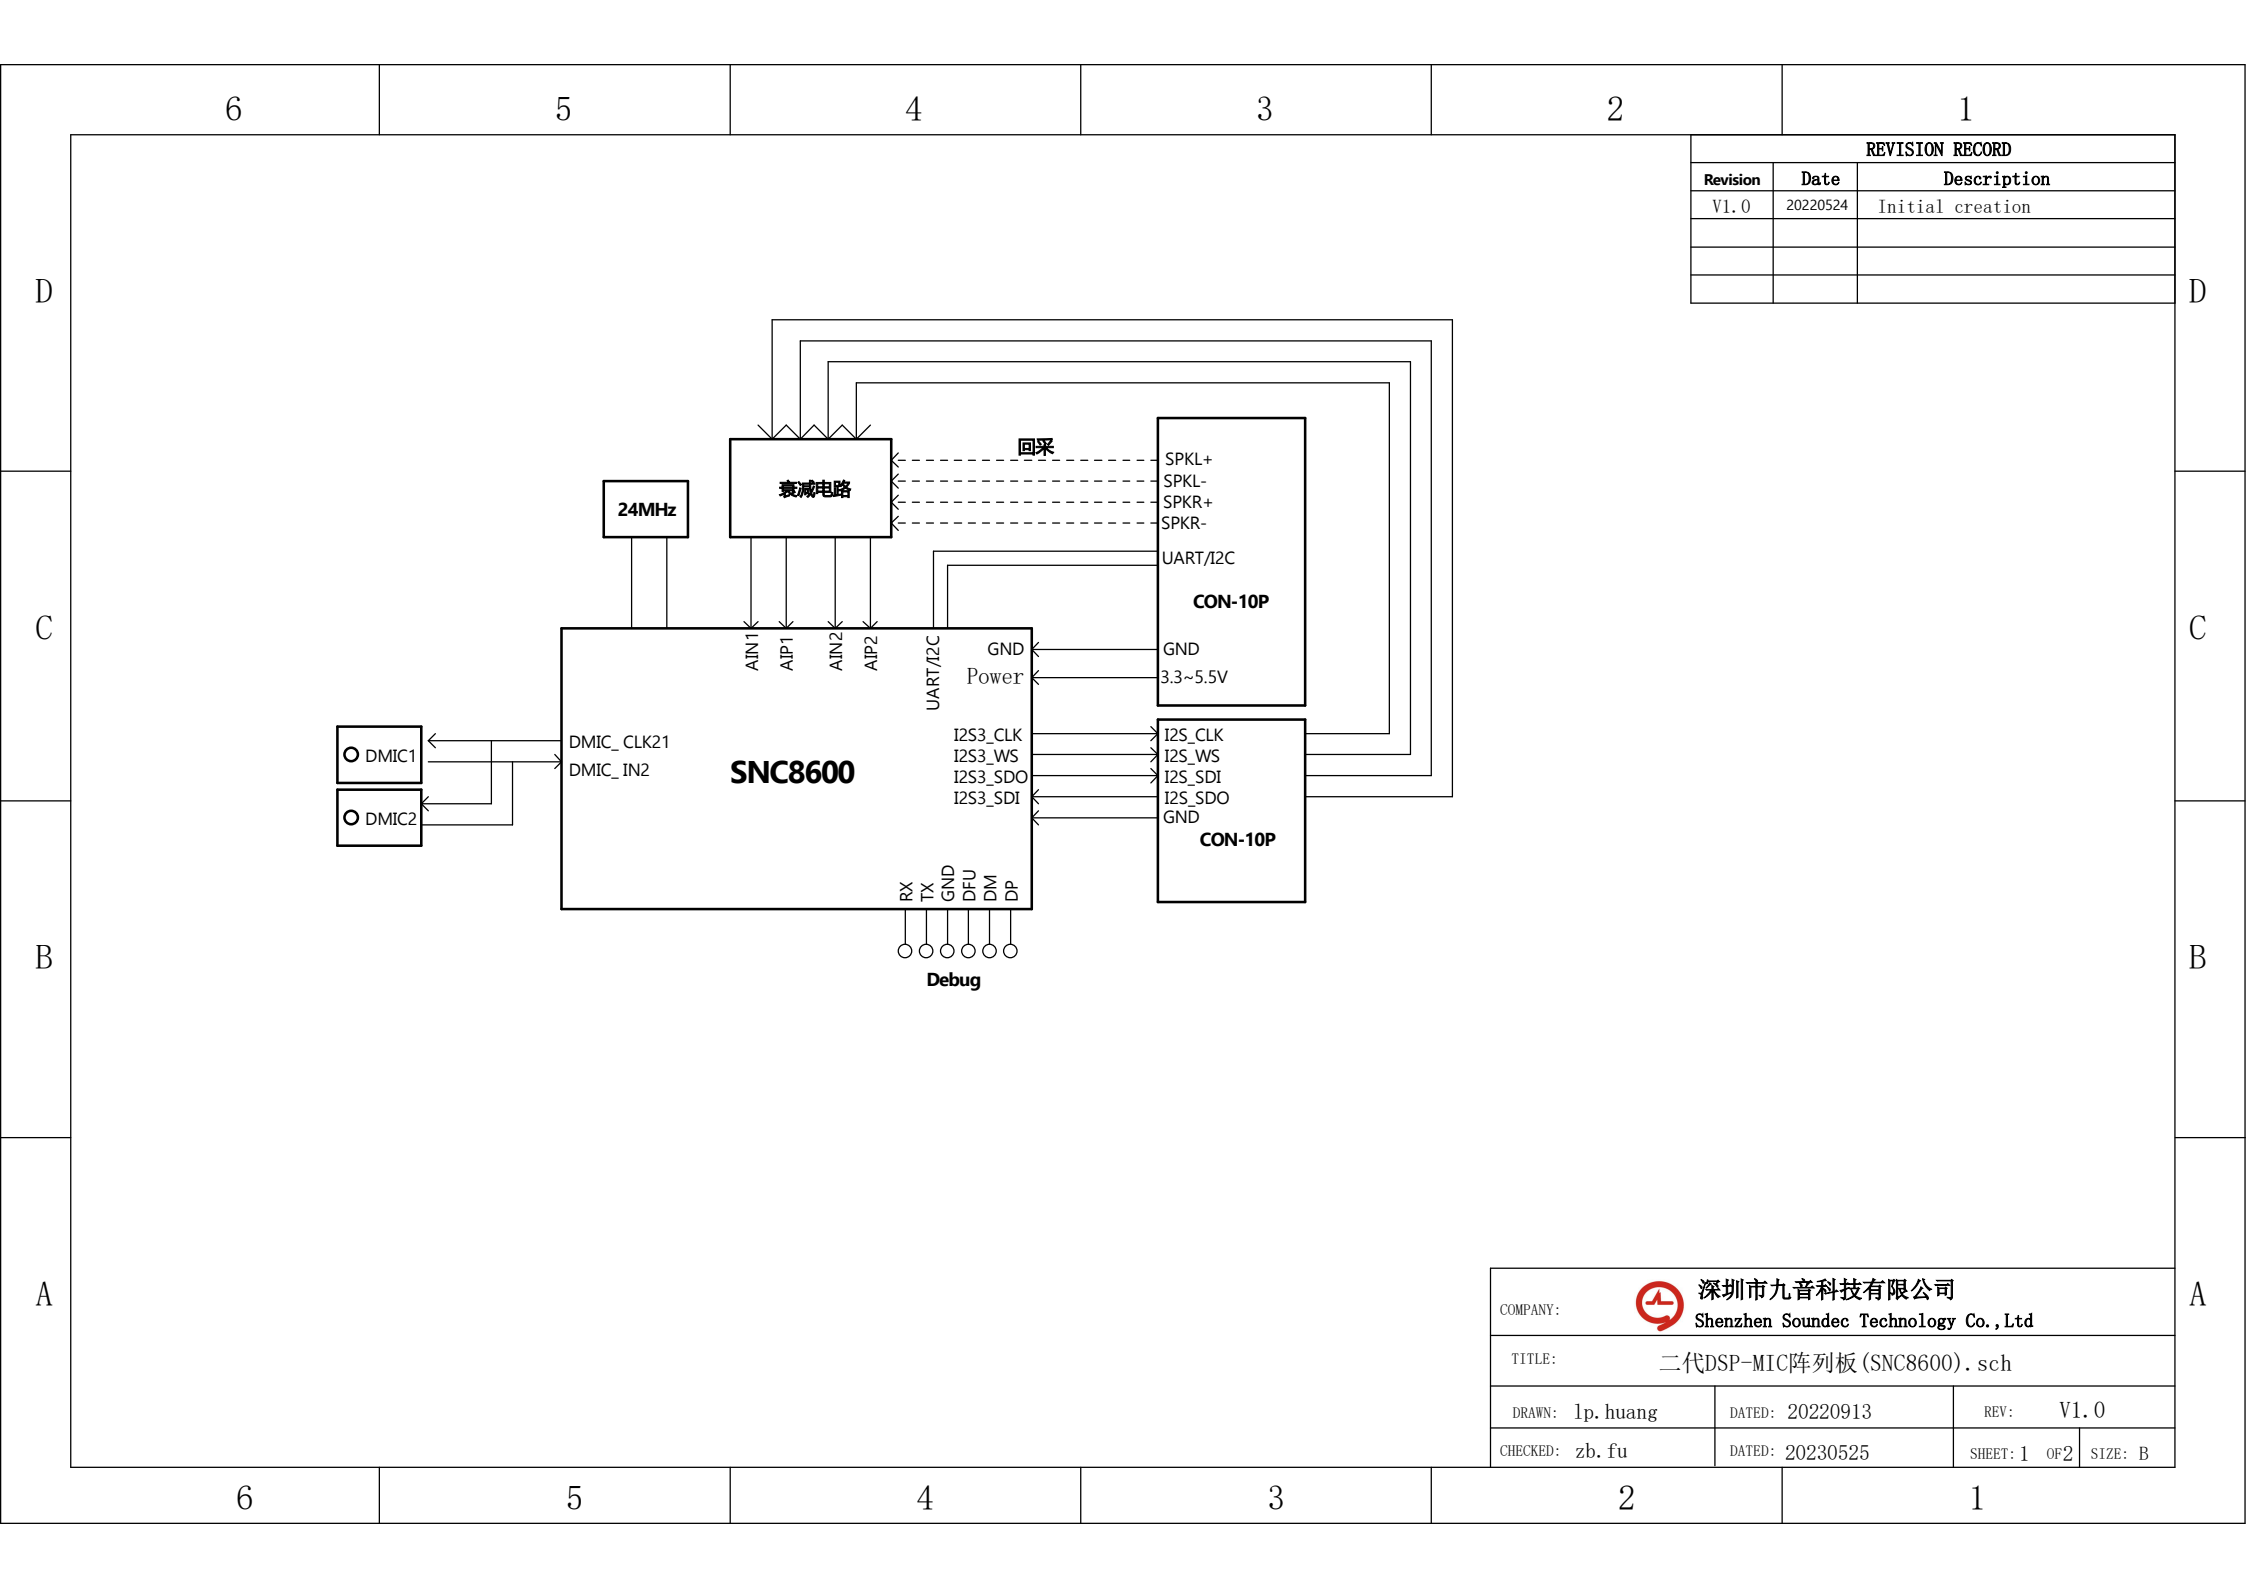 6 5 4 3 2 1
REVISION RECORD
Revision Date Description
V1.0 20220524 Initial creation
D D
回采
SPKL+
SPKL-
SPKR+
SPKR-
衰减电路
24MHz
UART/I2C
CON-10P
C C
AIN1 AIP1 AIN2 AIP2 UART/I2C
GND GND
Power 3.3~5.5V
I2S3_CLK I2S_CLK
I2S3_WS I2S_WS
I2S3_SDO I2S_SDI
I2S3_SDI I2S_SDO
GND
CON-10P
DMIC_ CLK21
DMIC_ IN2
DMIC1
DMIC2
SNC8600
RX TX GND DFU DM DP
Debug
B B
A A
COMPANY: 深圳市九音科技有限公司
Shenzhen Soundec Technology Co.,Ltd
TITLE: 二代DSP-MIC阵列板(SNC8600).sch
DRAWN: lp.huang DATED: 20220913 REV: V1.0
CHECKED: zb.fu DATED: 20230525 SHEET:1 OF2 SIZE: B
6 5 4 3 2 1